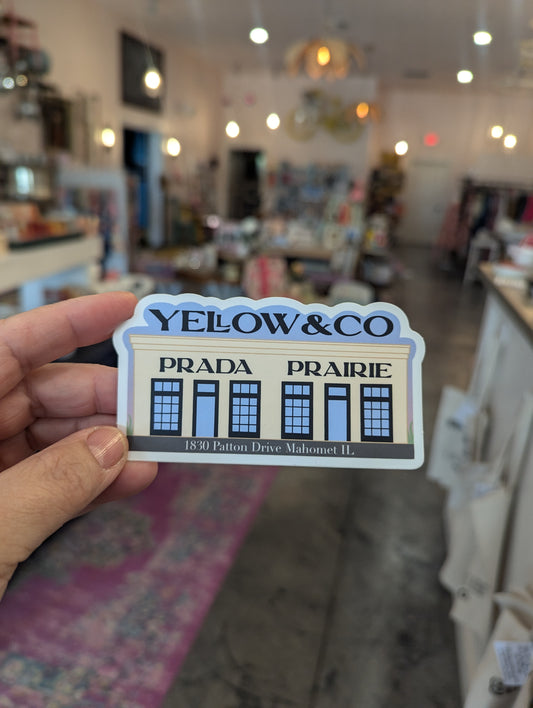 YELLOW&CO
PRADA PRAIRIE
1830 Patton Drive Mahomet IL